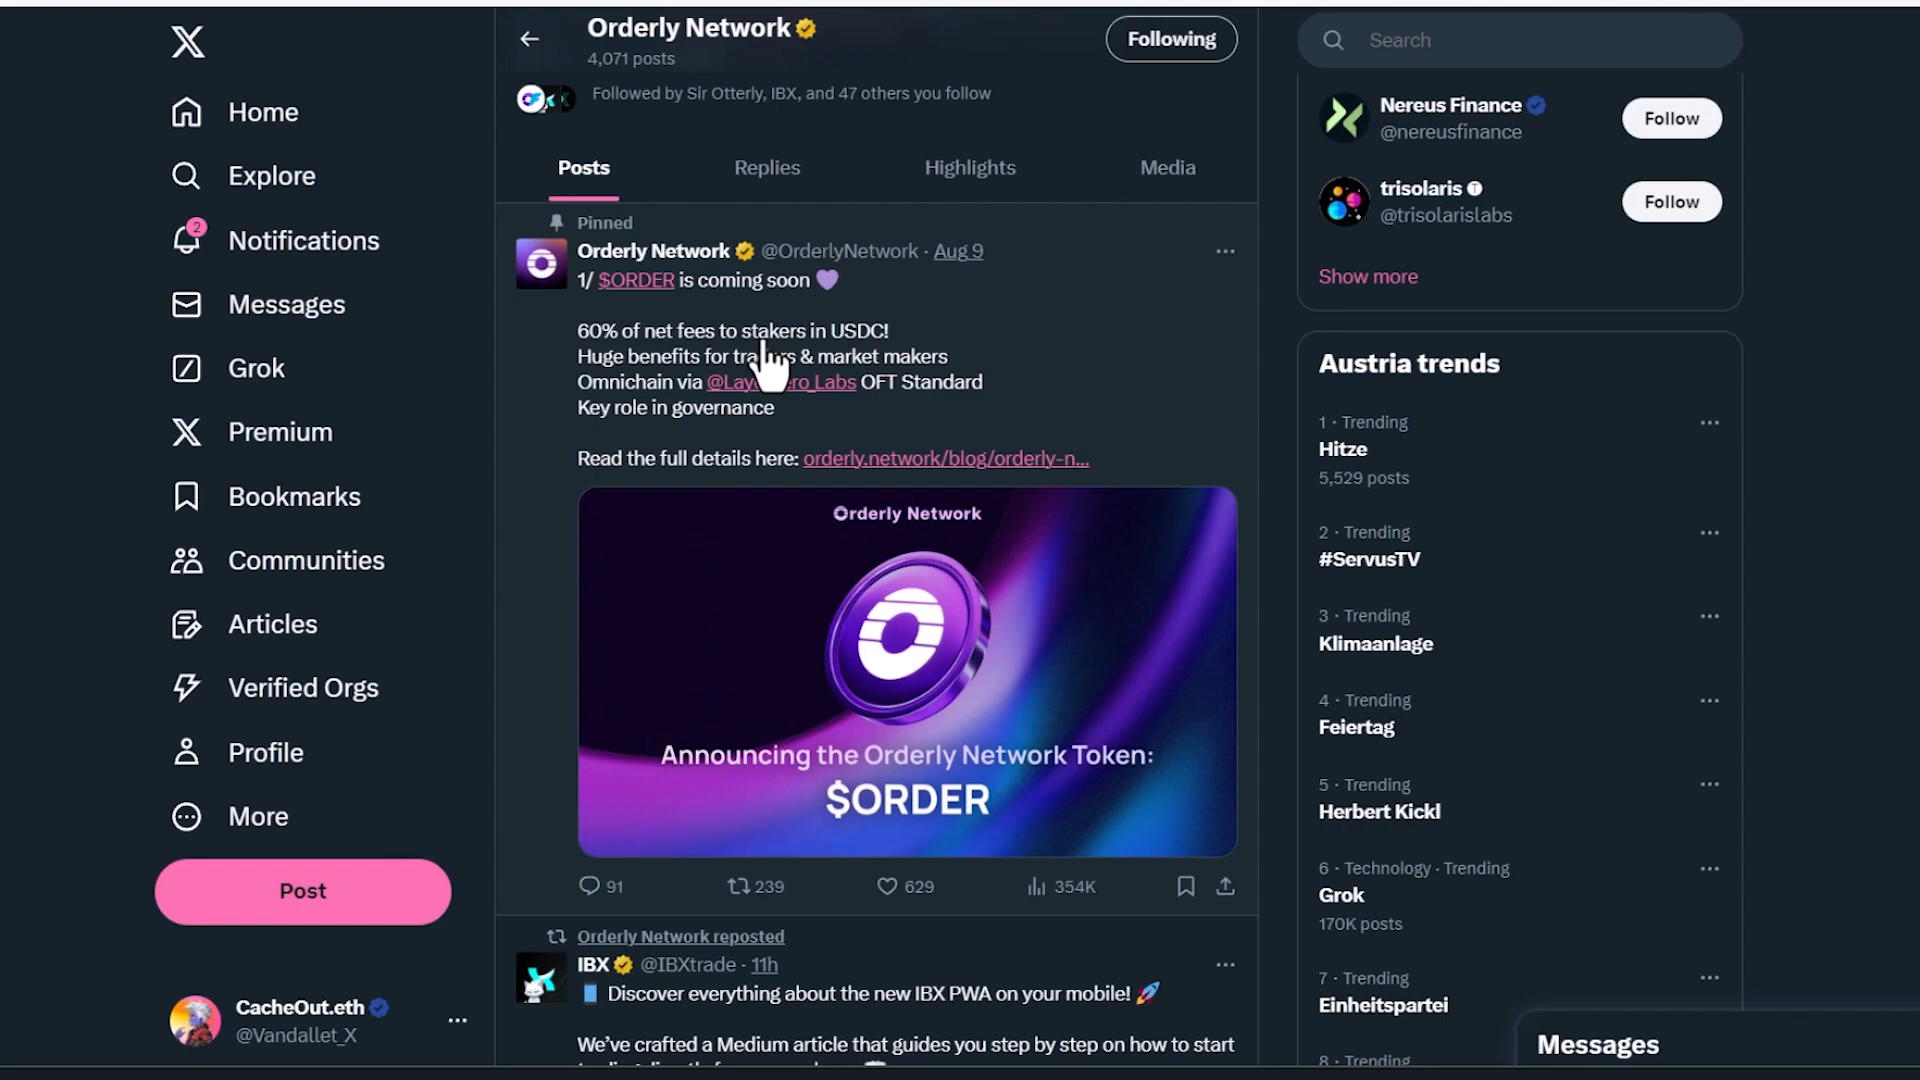 Home
Explore
2
Notifications
Messages
Grok
Premium
Bookmarks
Communities
Articles
Verified Orgs
Profile
More
Post
CacheOut.eth
@Vandallet_X
Orderly Network
4,071 posts
Following
Followed by Sir Otterly, IBX, and 47 others you follow
Posts Replies Highlights Media
Pinned
Orderly Network @OrderlyNetwork · Aug 9
1/ $ORDER is coming soon 💜
60% of net fees to stakers in USDC!
Huge benefits for & market makers
Omnichain via OFT Standard
Key role in governance
Read the full details here: orderly.network/blog/orderly-n...
Orderly Network
Announcing the Orderly Network Token:
$ORDER
91 239 629 354K
Orderly Network reposted
IBX @IBXtrade · 11h
📱 Discover everything about the new IBX PWA on your mobile! 🚀
We've crafted a Medium article that guides you step by step on how to start
Search
Nereus Finance
@nereusfinance
Follow
trisolaris
@trisolarislabs
Follow
Show more
Austria trends
1 · Trending
Hitze
5,529 posts
2 · Trending
#ServusTV
3 · Trending
Klimaanlage
4 · Trending
Feiertag
5 · Trending
Herbert Kickl
6 · Technology · Trending
Grok
170K posts
7 · Trending
Einheitspartei
8 · Trending
Messages